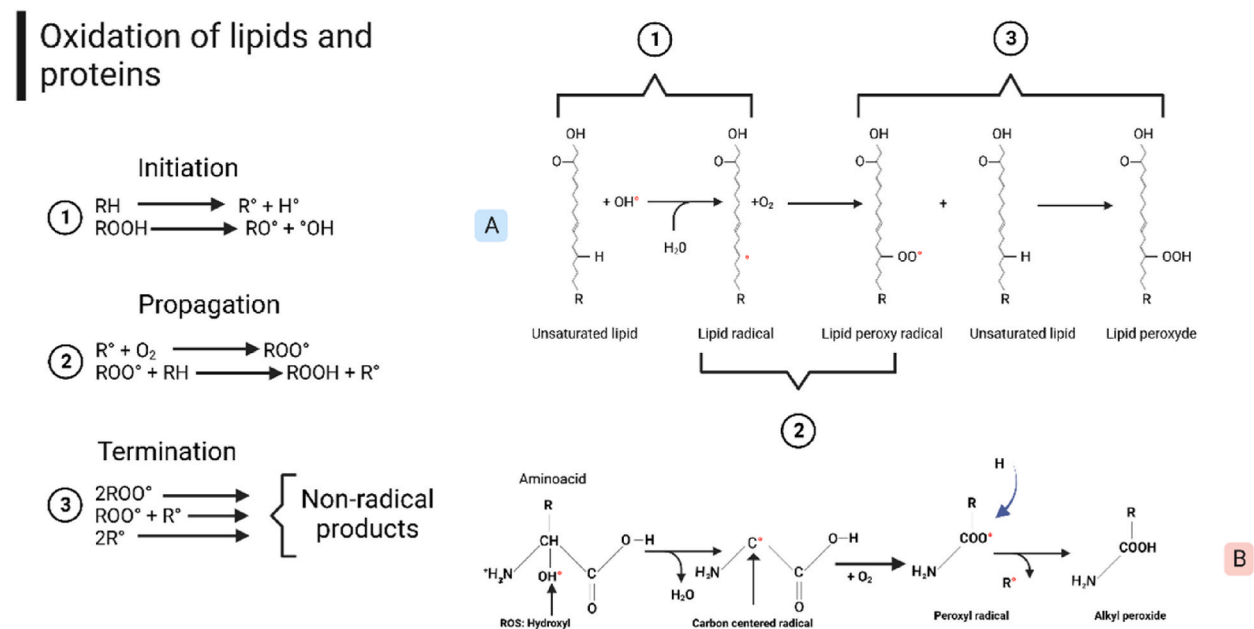 Oxidation of lipids and
proteins
Initiation
1
RH R° + H°
ROOH RO° + °OH
Propagation
2
R° + O₂ ROO°
ROO° + RH ROOH + R°
Termination
3
2ROO°
ROO° + R°
2R°
Non-radical
products
1
3
OH OH OH OH OH
O O O O O
A
+ OH° +O₂ +
H₂O
H ° OO° H OOH
R R R R R
Unsaturated lipid Lipid radical Lipid peroxy radical Unsaturated lipid Lipid peroxyde
2
Aminoacid
R
CH
O–H
⁺H₂N
OH°
C
O
ROS: Hydroxyl
H₂O
C°
O–H
H₂N
C
O
Carbon centered radical
+ O₂
H
R
COO°
H₂N
Peroxyl radical
R°
R
COOH
H₂N
Alkyl peroxide
B